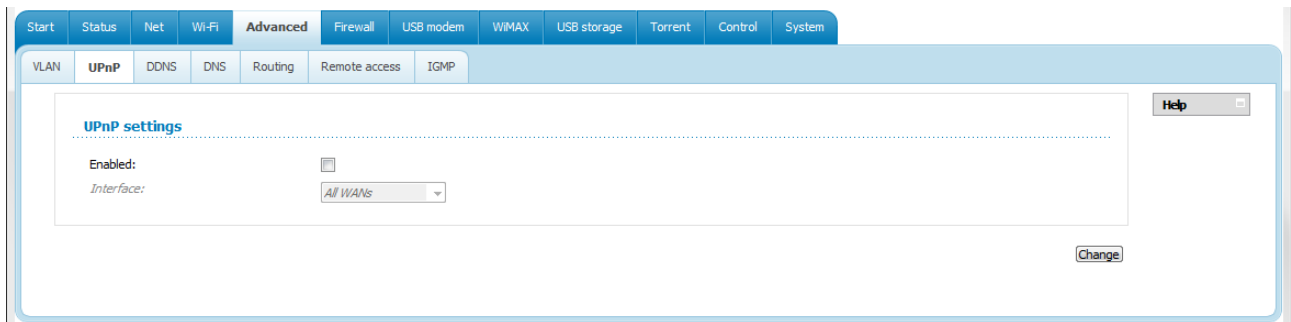 Start Status Net Wi-Fi Advanced Firewall USB modem WiMAX USB storage Torrent Control System
VLAN UPnP DDNS DNS Routing Remote access IGMP
Help
UPnP settings
Enabled:
Interface: All WANs
Change